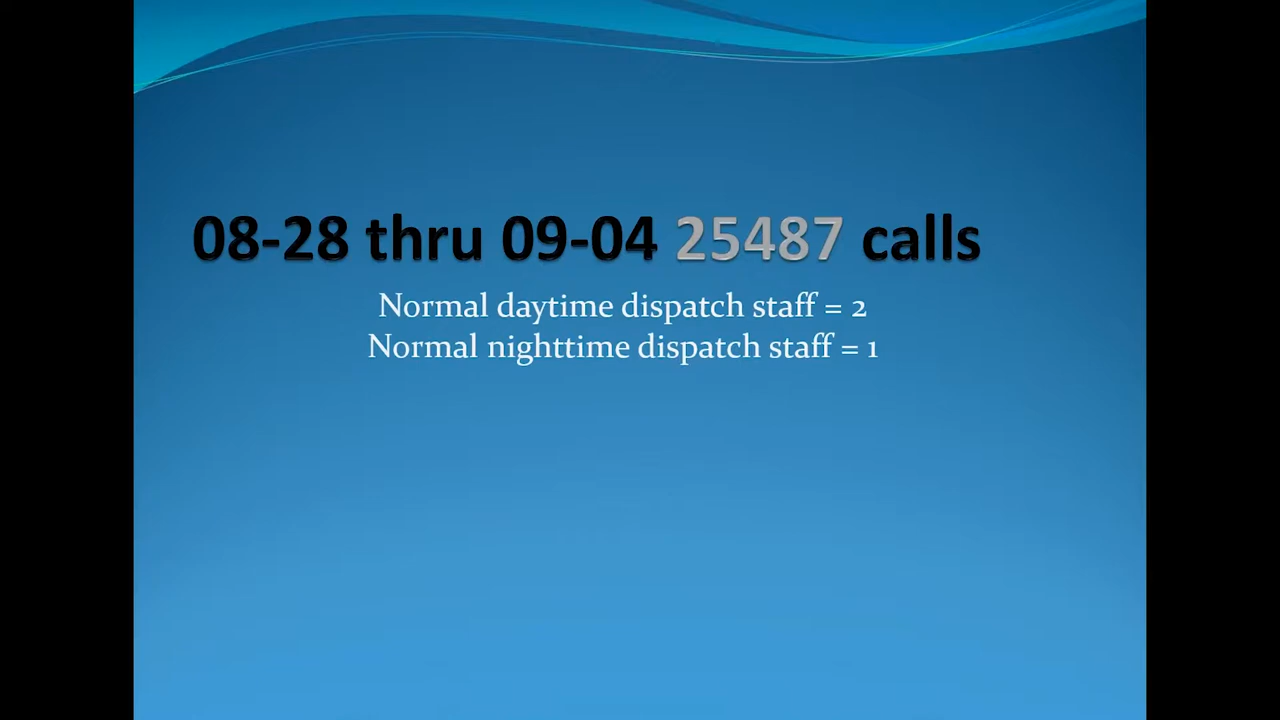 08-28 thru 09-04 25487 calls
Normal daytime dispatch staff = 2
Normal nighttime dispatch staff = 1